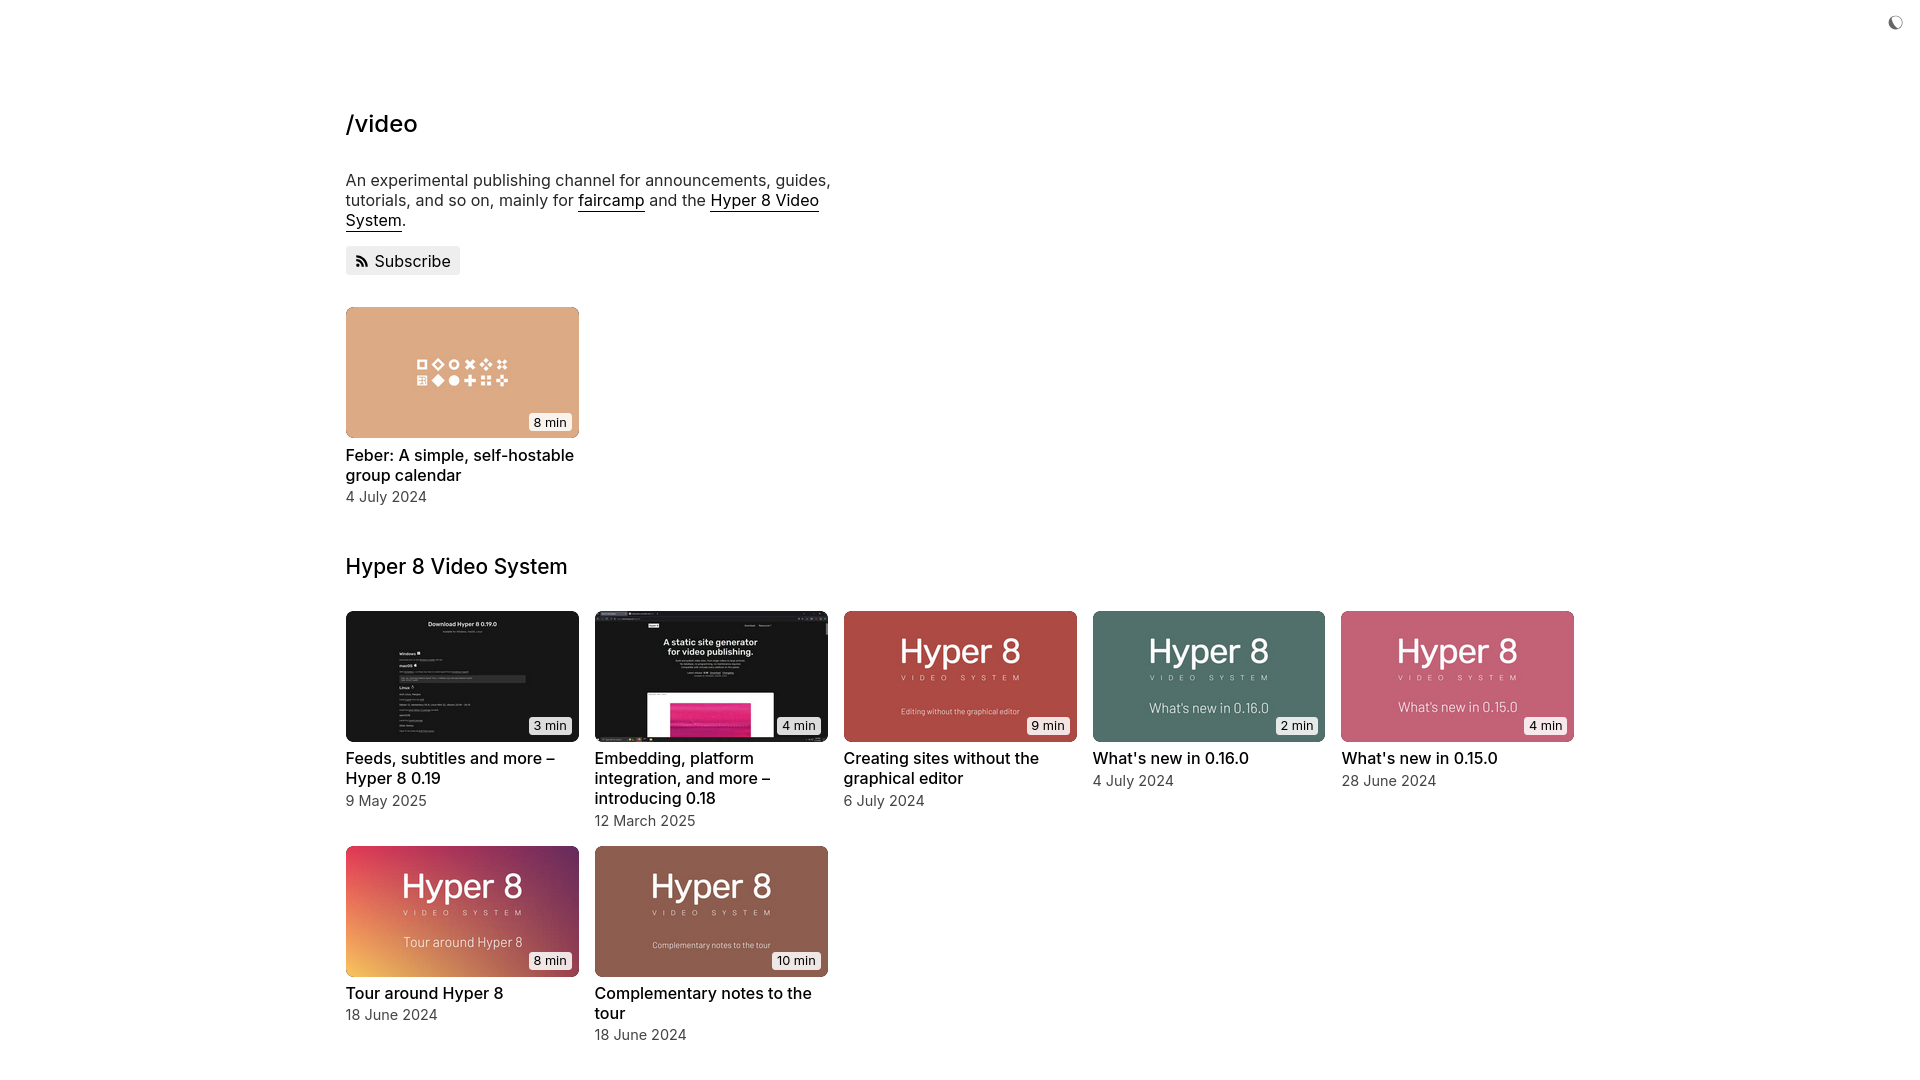 /video
An experimental publishing channel for announcements, guides,
tutorials, and so on, mainly for faircamp and the Hyper 8 Video
System.
Subscribe
8 min
Feber: A simple, self-hostable
group calendar
4 July 2024
Hyper 8 Video System
Download Hyper 8 0.19.0
Windows
macOS
Linux
3 min
Feeds, subtitles and more –
Hyper 8 0.19
9 May 2025
A static site generator
for video publishing.
4 min
Embedding, platform
integration, and more –
introducing 0.18
12 March 2025
Hyper 8
VIDEO SYSTEM
Editing without the graphical editor
9 min
Creating sites without the
graphical editor
6 July 2024
Hyper 8
VIDEO SYSTEM
What's new in 0.16.0
2 min
What's new in 0.16.0
4 July 2024
Hyper 8
VIDEO SYSTEM
What's new in 0.15.0
4 min
What's new in 0.15.0
28 June 2024
Hyper 8
VIDEO SYSTEM
Tour around Hyper 8
8 min
Tour around Hyper 8
18 June 2024
Hyper 8
VIDEO SYSTEM
Complementary notes to the tour
10 min
Complementary notes to the
tour
18 June 2024